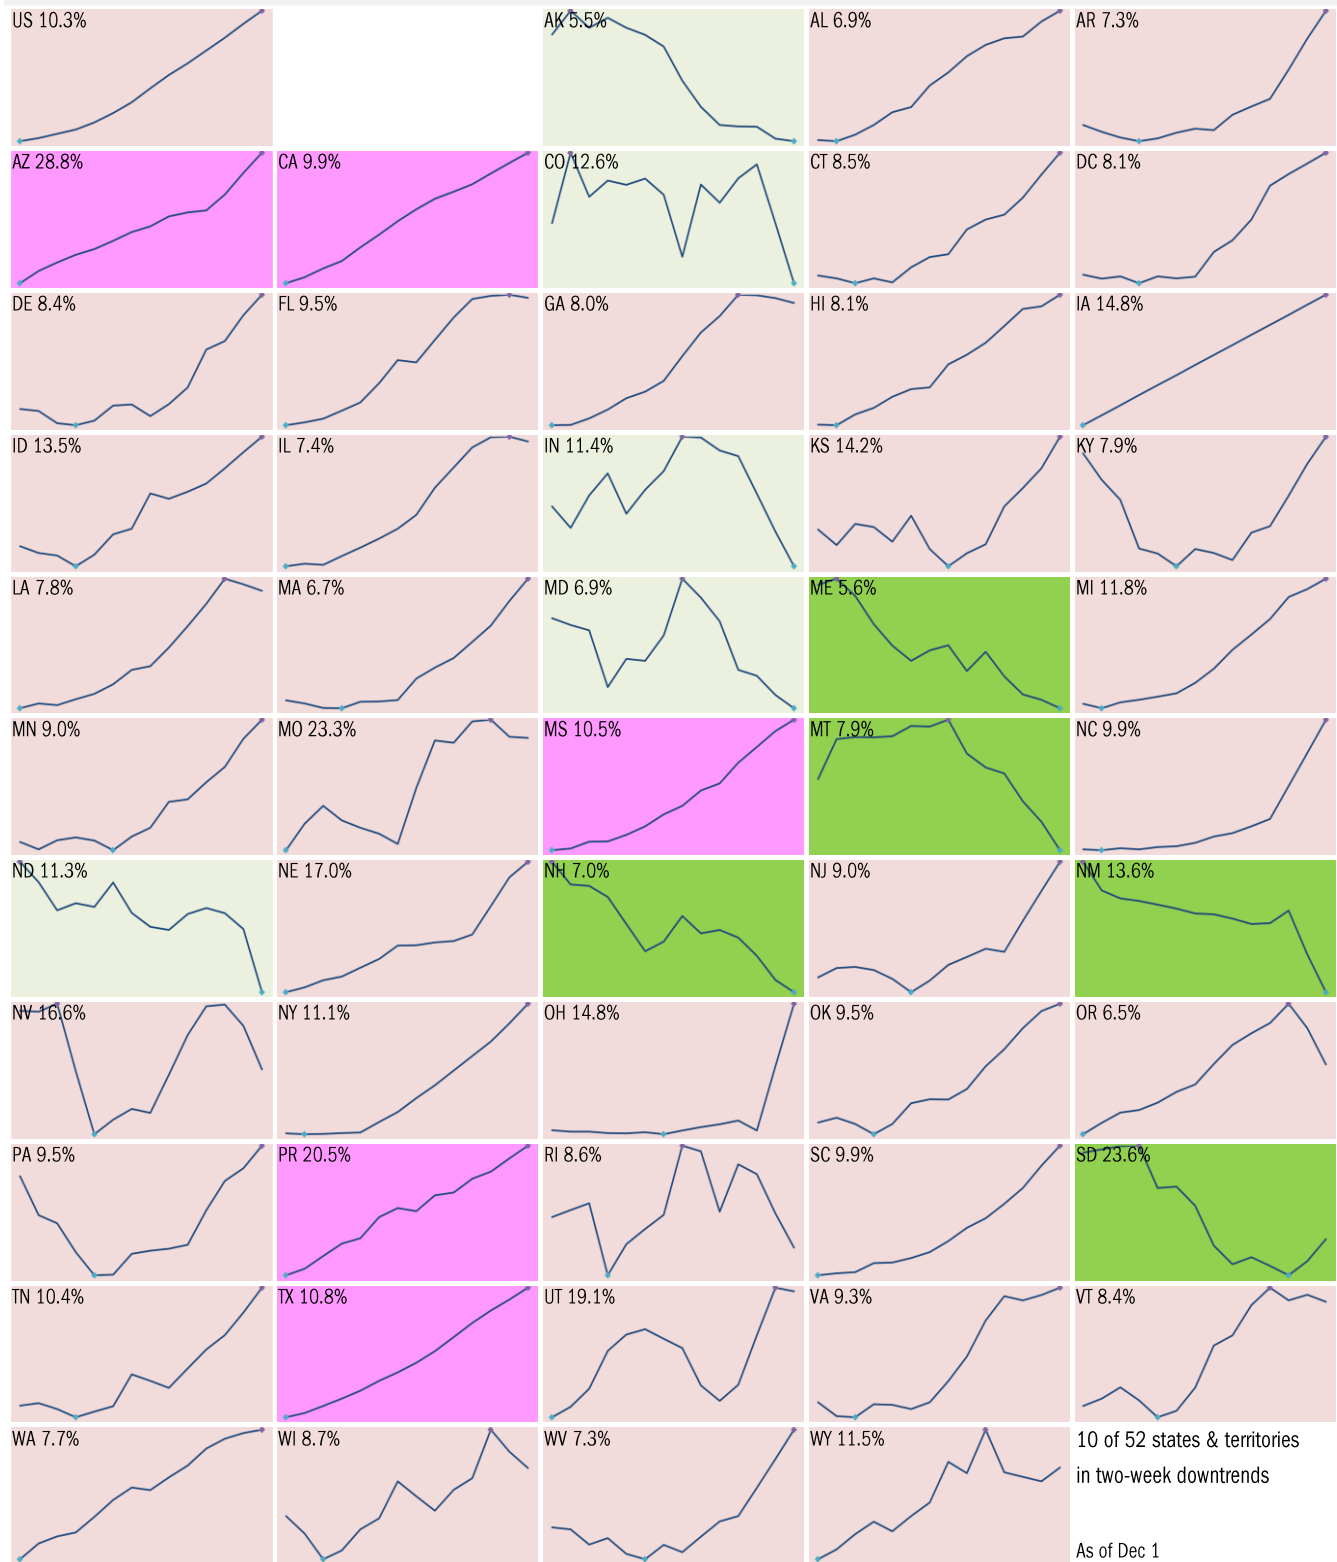 US 10.3%
AK 5.5%
AL 6.9%
AR 7.3%
AZ 28.8%
CA 9.9%
CO 12.6%
CT 8.5%
DC 8.1%
DE 8.4%
FL 9.5%
GA 8.0%
HI 8.1%
IA 14.8%
ID 13.5%
IL 7.4%
IN 11.4%
KS 14.2%
KY 7.9%
LA 7.8%
MA 6.7%
MD 6.9%
ME 5.6%
MI 11.8%
MN 9.0%
MO 23.3%
MS 10.5%
MT 7.9%
NC 9.9%
ND 11.3%
NE 17.0%
NH 7.0%
NJ 9.0%
NM 13.6%
NV 16.6%
NY 11.1%
OH 14.8%
OK 9.5%
OR 6.5%
PA 9.5%
PR 20.5%
RI 8.6%
SC 9.9%
SD 23.6%
TN 10.4%
TX 10.8%
UT 19.1%
VA 9.3%
VT 8.4%
WA 7.7%
WI 8.7%
WV 7.3%
WY 11.5%
10 of 52 states & territories
in two-week downtrends
As of Dec 1